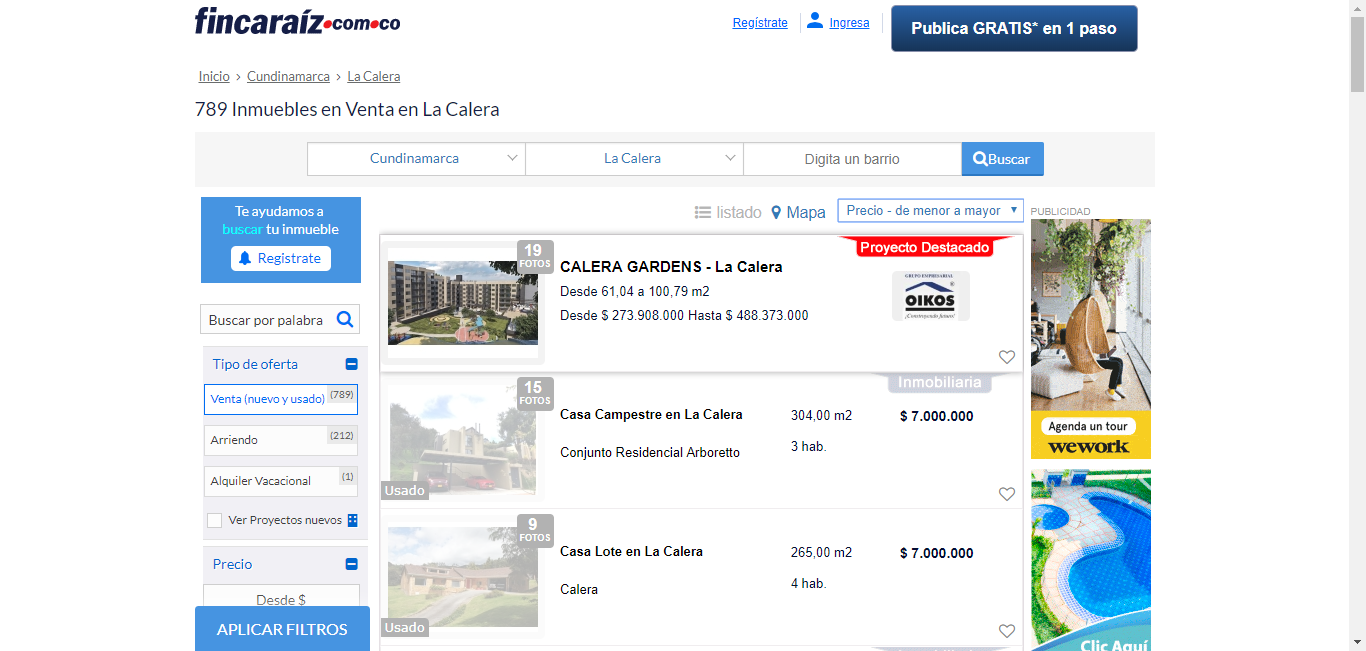 fincaraíz.com.co
Regístrate
Ingresa
Publica GRATIS* en 1 paso
Inicio › Cundinamarca › La Calera
789 Inmuebles en Venta en La Calera
Cundinamarca
La Calera
Digita un barrio
Buscar
Te ayudamos a
buscar tu inmueble
Registrate
Buscar por palabra
Tipo de oferta
Venta (nuevo y usado) (789)
Arriendo (212)
Alquiler Vacacional (1)
Ver Proyectos nuevos
Precio
Desde $
APLICAR FILTROS
listado
Mapa
Precio - de menor a mayor
19
FOTOS
Proyecto Destacado
CALERA GARDENS - La Calera
Desde 61,04 a 100,79 m2
Desde $ 273.908.000 Hasta $ 488.373.000
GRUPO EMPRESARIAL
OIKOS
¡Construyendo futuro!
15
FOTOS
Inmobiliaria
Casa Campestre en La Calera
304,00 m2
$ 7.000.000
Conjunto Residencial Arboretto
3 hab.
Usado
9
FOTOS
Casa Lote en La Calera
265,00 m2
$ 7.000.000
Calera
4 hab.
Usado
PUBLICIDAD
Agenda un tour
wework
Clic Aquí